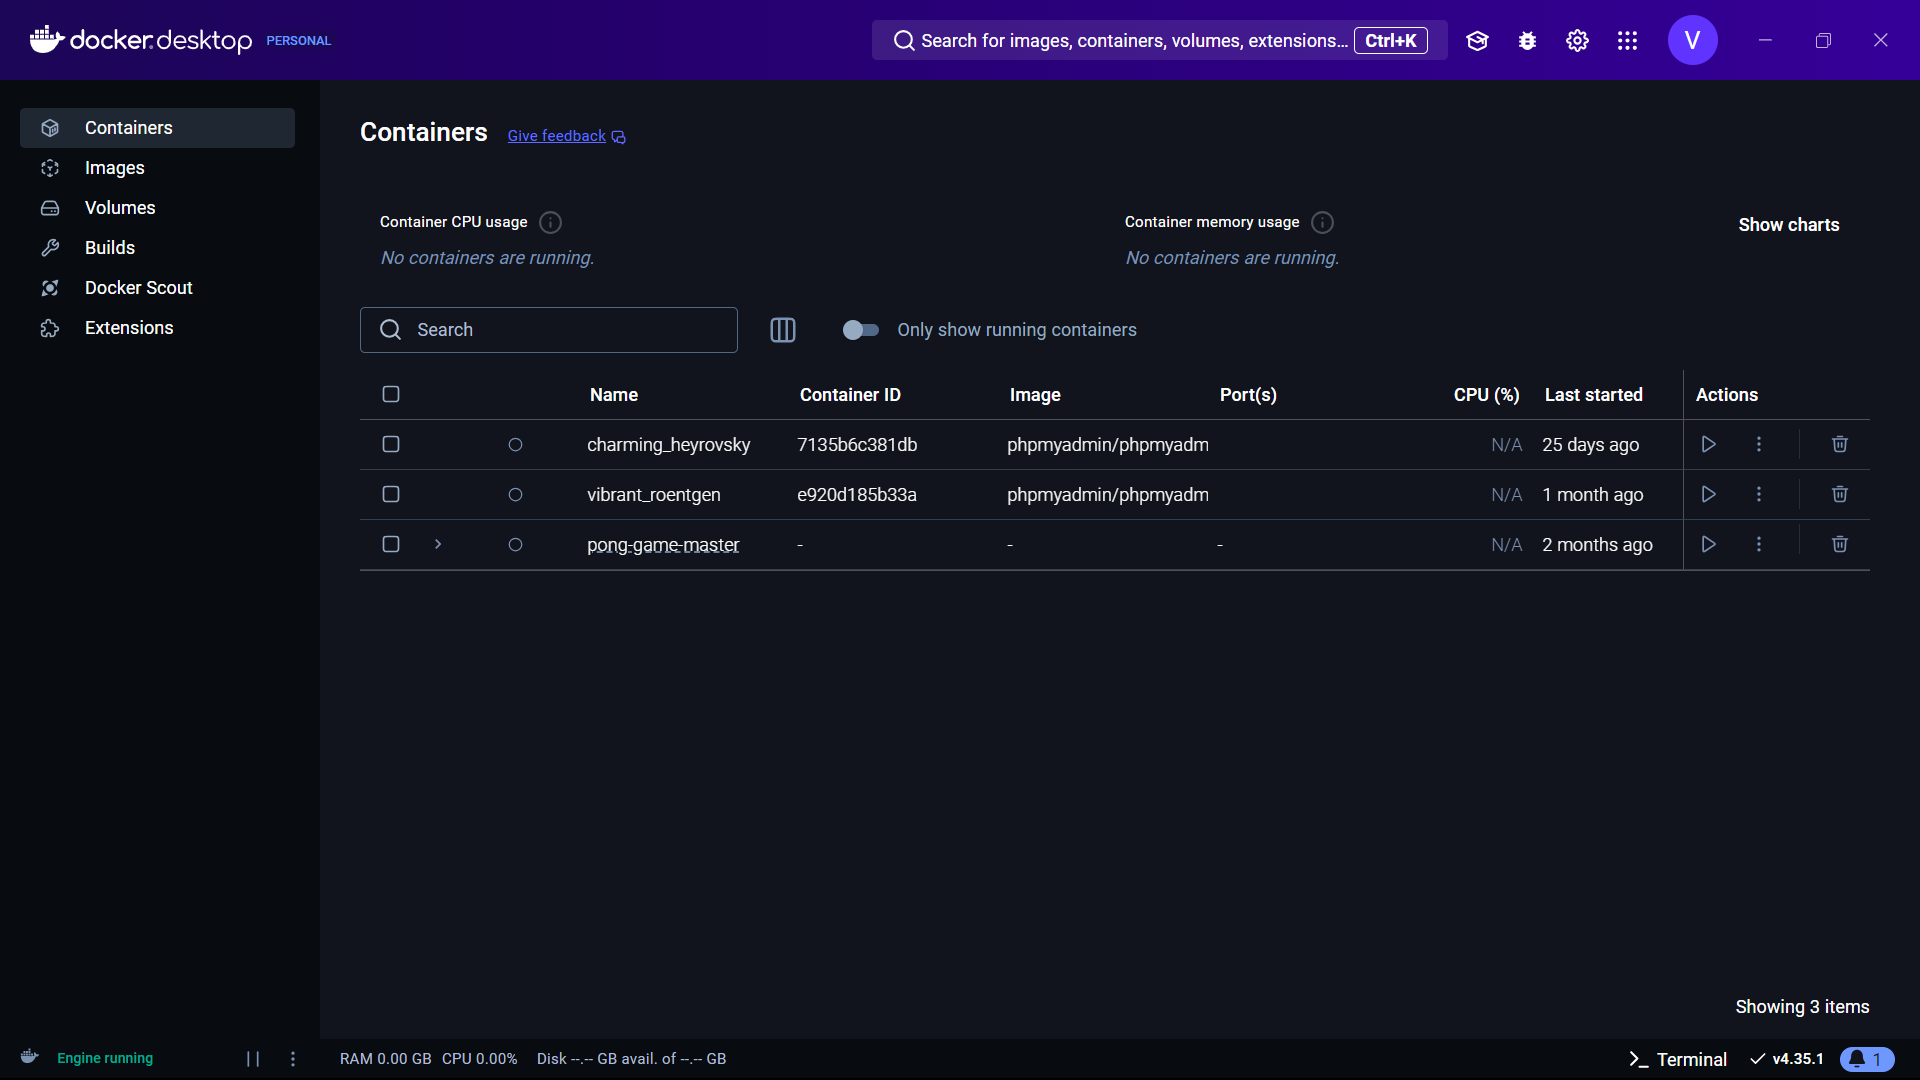 docker.desktop PERSONAL
Search for images, containers, volumes, extensions... Ctrl+K
V
Containers
Images
Volumes
Builds
Docker Scout
Extensions
Containers Give feedback
Container CPU usage
No containers are running.
Container memory usage
No containers are running.
Show charts
Search
Only show running containers
Name Container ID Image Port(s) CPU (%) Last started Actions
charming_heyrovsky 7135b6c381db phpmyadmin/phpmyadm N/A 25 days ago
vibrant_roentgen e920d185b33a phpmyadmin/phpmyadm N/A 1 month ago
pong-game-master - - - N/A 2 months ago
Showing 3 items
Engine running
RAM 0.00 GB CPU 0.00% Disk --.-- GB avail. of --.-- GB
Terminal v4.35.1 1